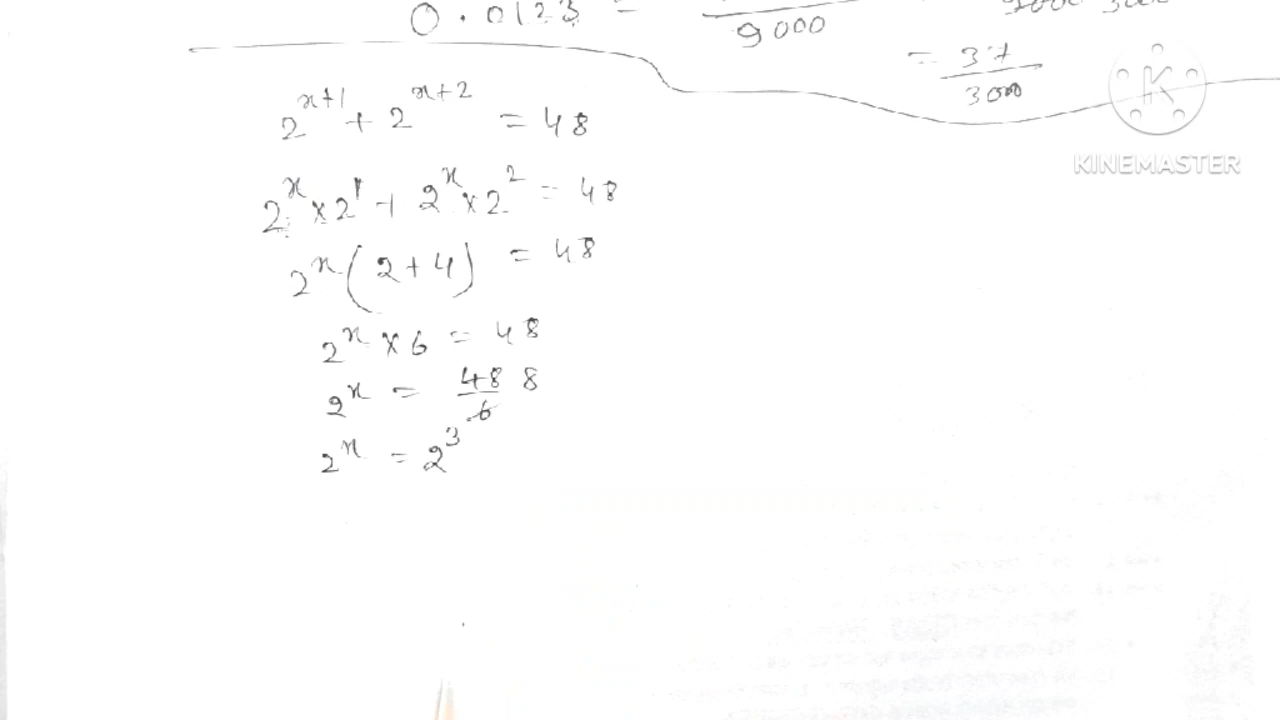 0.0123 =
9000
= 37
3000
KINEMASTER
2^{x+1} + 2^{x+2} = 48
2^x × 2^1 + 2^x × 2^2 = 48
2^x (2+4) = 48
2^x × 6 = 48
2^x = 48/6 8
2^x = 2^3